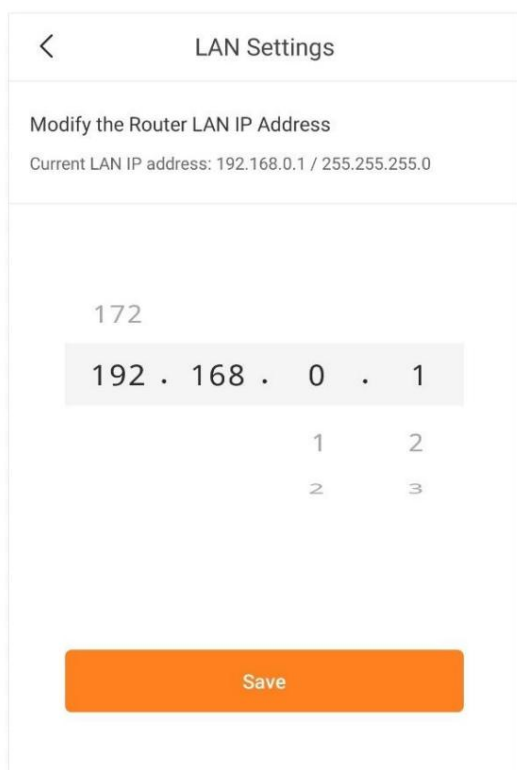 LAN Settings
Modify the Router LAN IP Address
Current LAN IP address: 192.168.0.1 / 255.255.255.0
172
192 . 168 . 0 . 1
1 2
2 3
Save